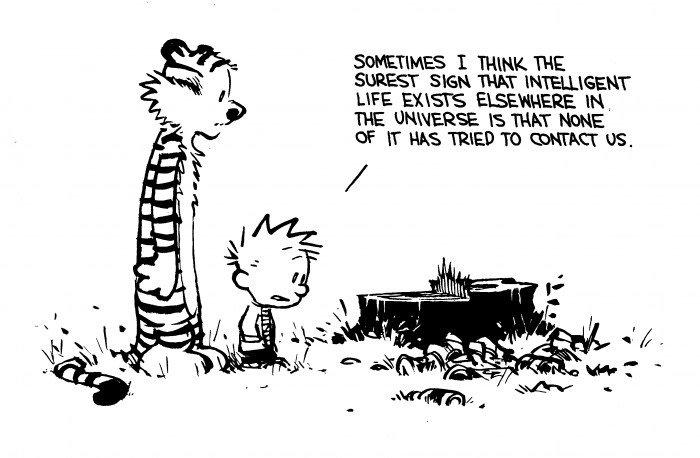 SOMETIMES I THINK THE
SUREST SIGN THAT INTELLIGENT
LIFE EXISTS ELSEWHERE IN
THE UNIVERSE IS THAT NONE
OF IT HAS TRIED TO CONTACT US.